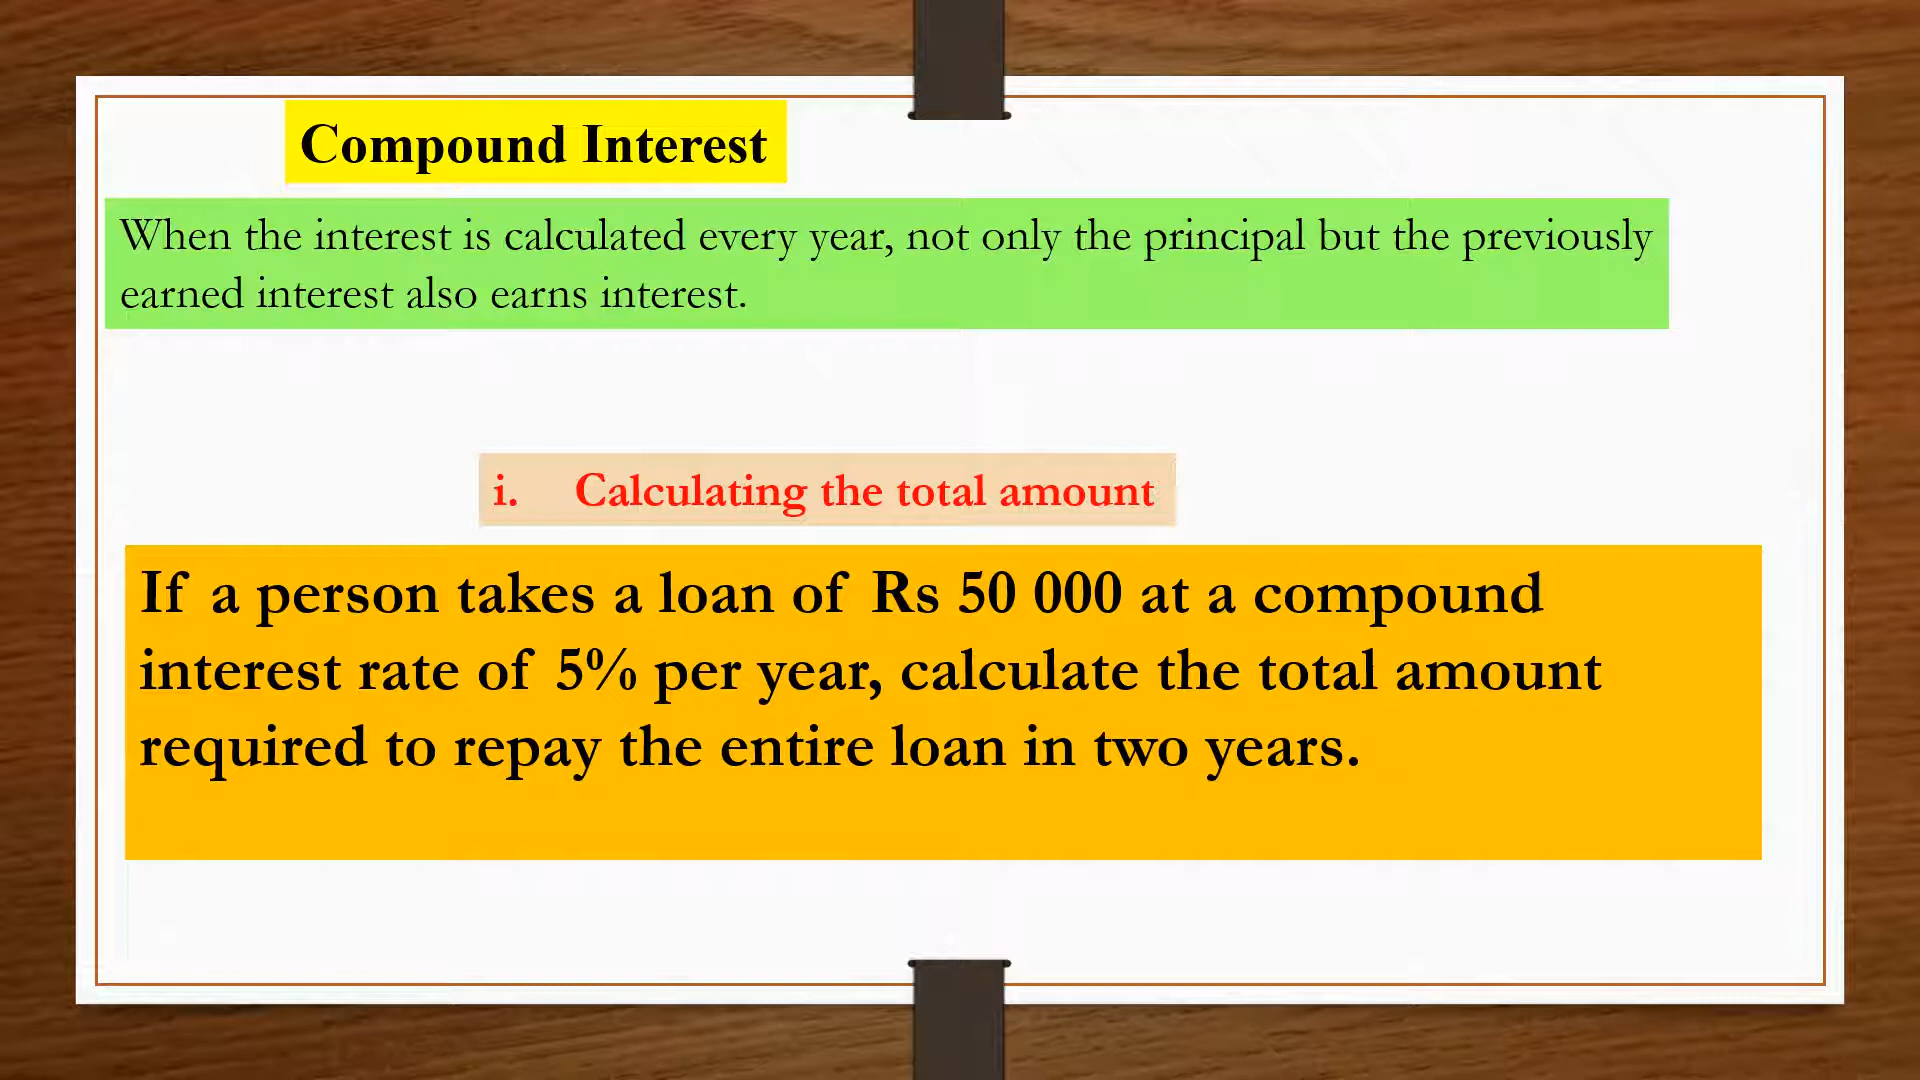 Compound Interest
When the interest is calculated every year, not only the principal but the previously
earned interest also earns interest.
i. Calculating the total amount
If a person takes a loan of Rs 50 000 at a compound
interest rate of 5% per year, calculate the total amount
required to repay the entire loan in two years.